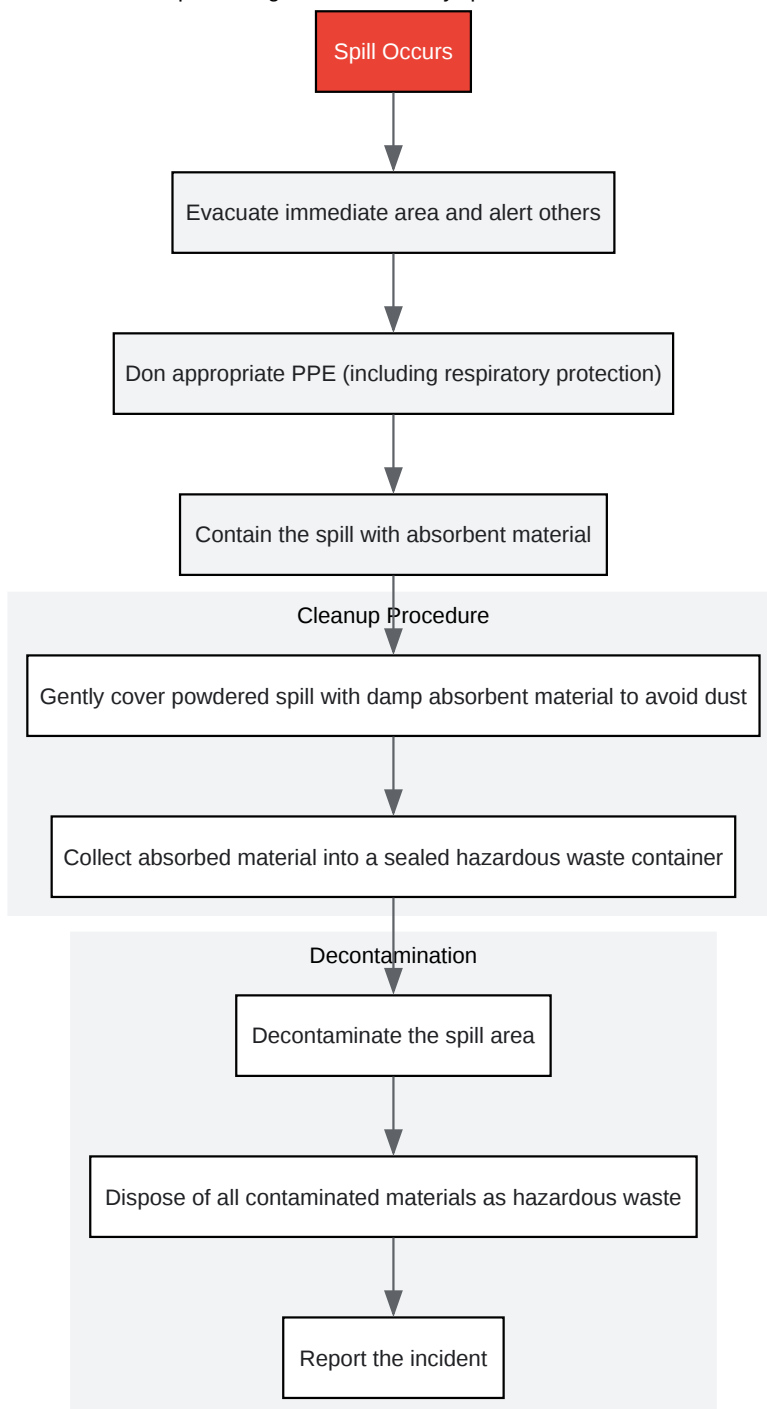 Spill Occurs
Evacuate immediate area and alert others
Don appropriate PPE (including respiratory protection)
Contain the spill with absorbent material
Cleanup Procedure
Gently cover powdered spill with damp absorbent material to avoid dust
Collect absorbed material into a sealed hazardous waste container
Decontamination
Decontaminate the spill area
Dispose of all contaminated materials as hazardous waste
Report the incident